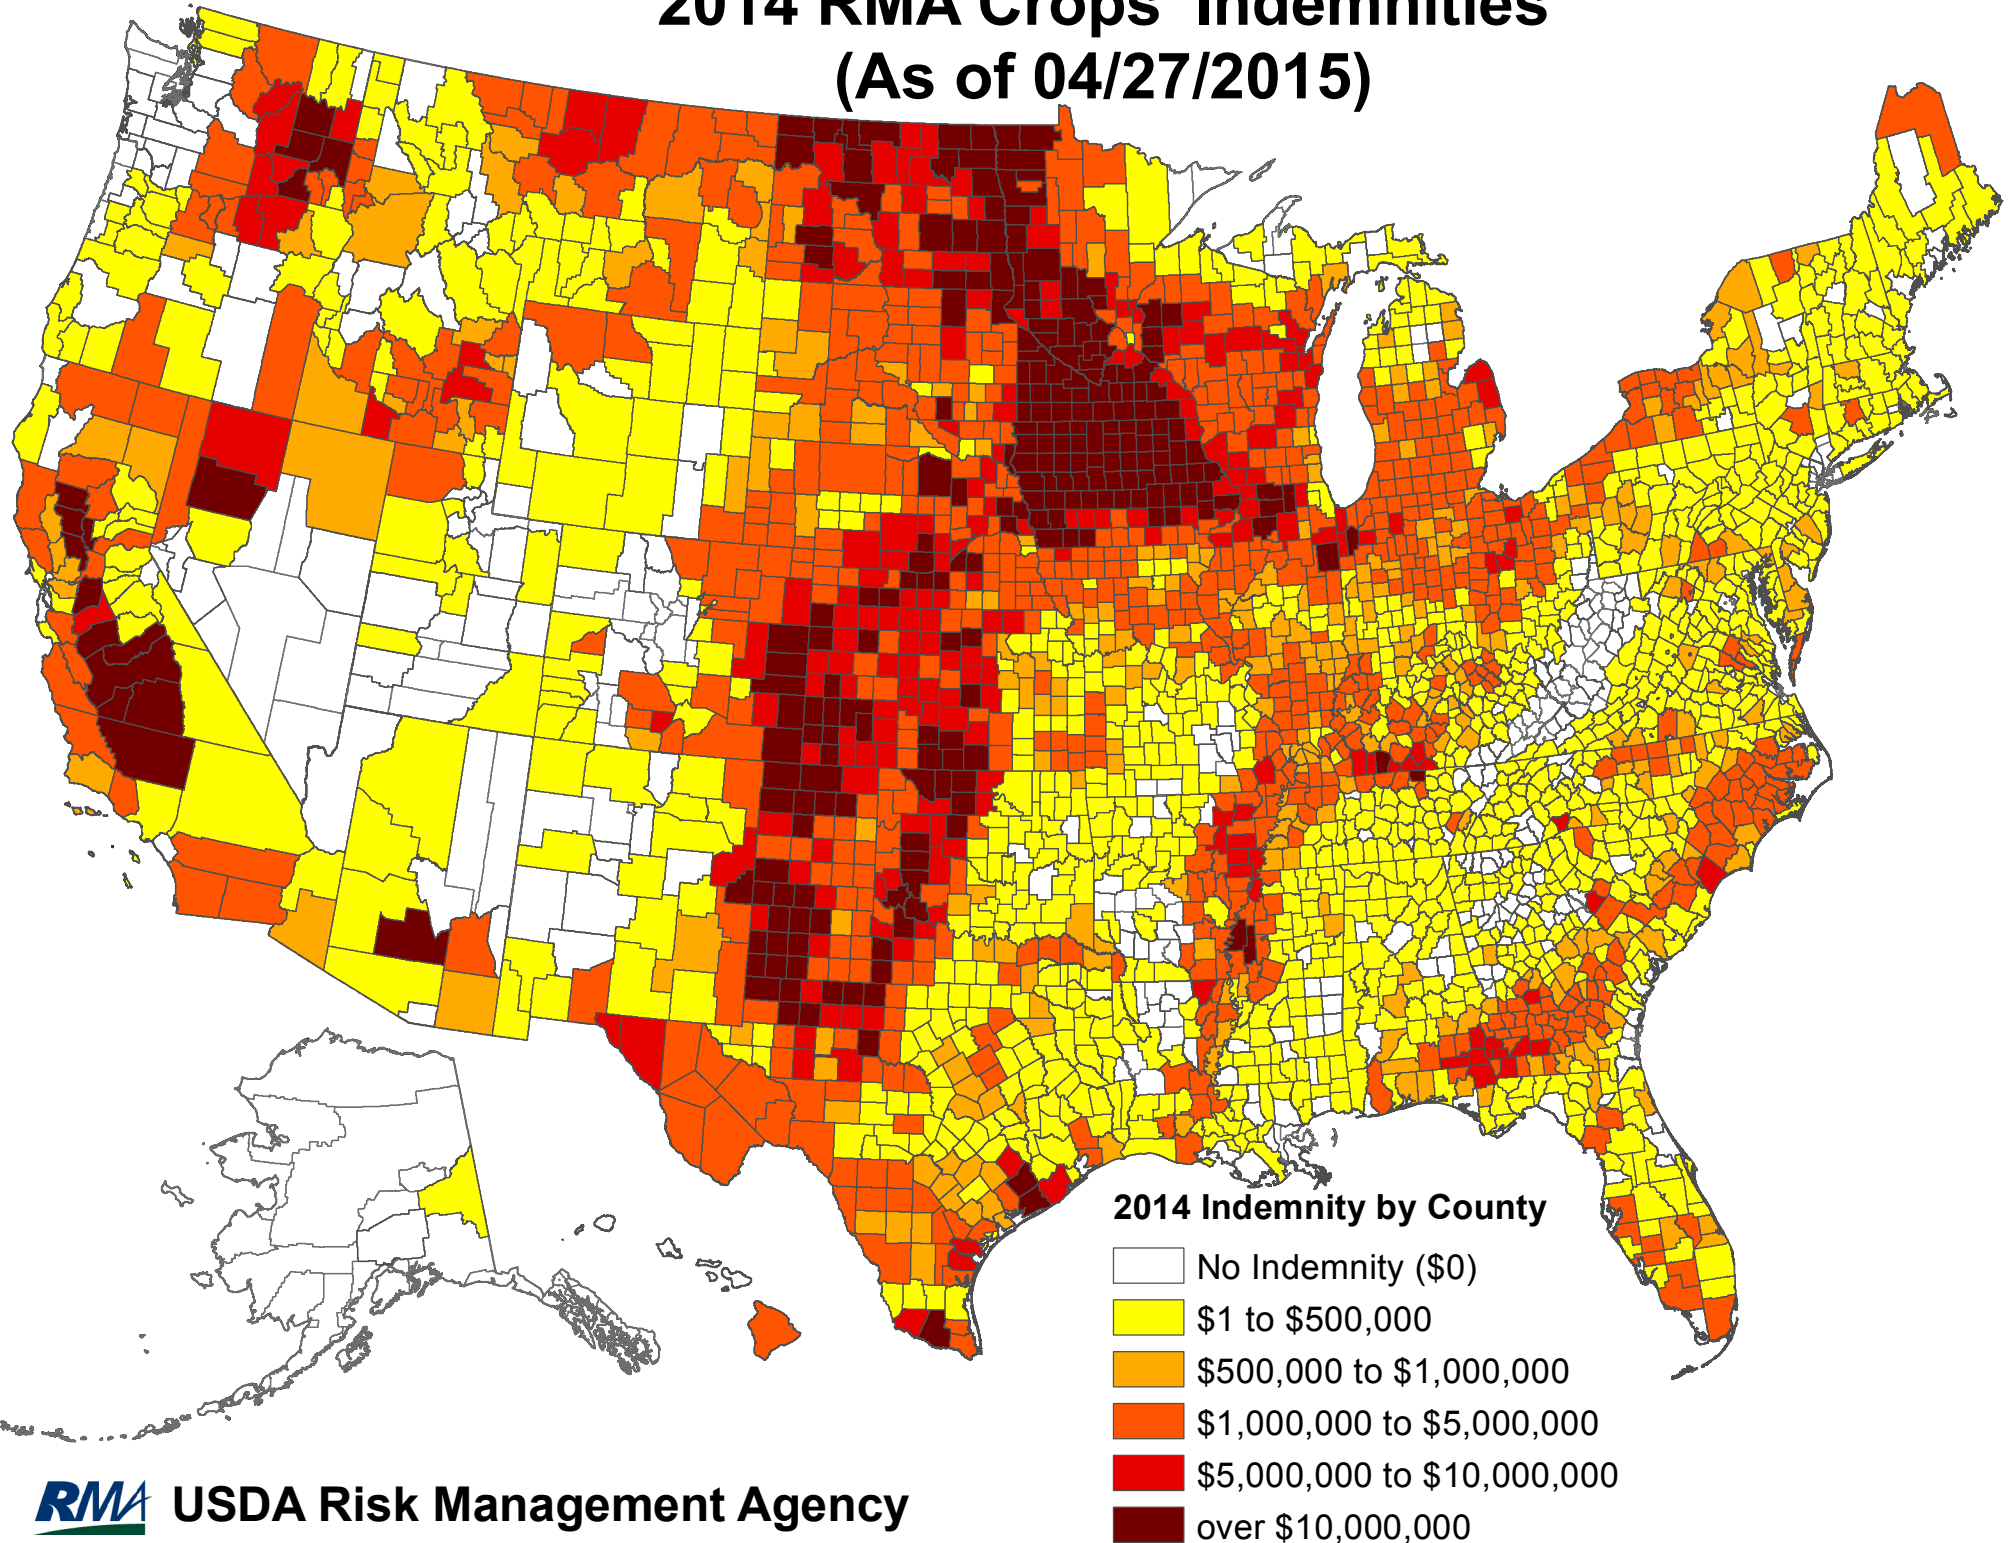 2014 RMA Crops' Indemnities
(As of 04/27/2015)
2014 Indemnity by County
No Indemnity ($0)
$1 to $500,000
$500,000 to $1,000,000
$1,000,000 to $5,000,000
$5,000,000 to $10,000,000
over $10,000,000
RMA USDA Risk Management Agency